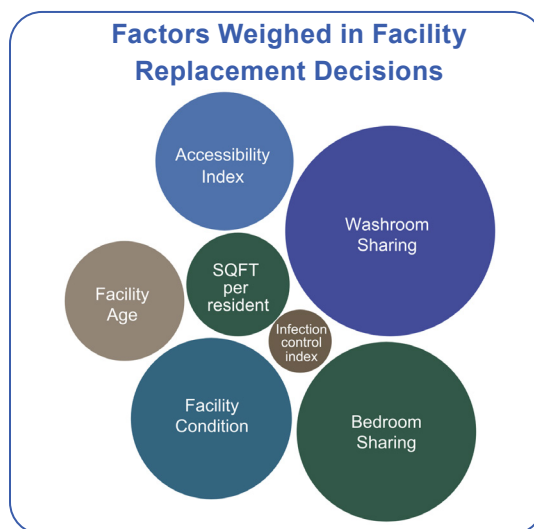 Factors Weighed in Facility
Replacement Decisions
Accessibility
Index
Washroom
Sharing
SQFT
per
resident
Facility
Age
Infection
control
index
Facility
Condition
Bedroom
Sharing